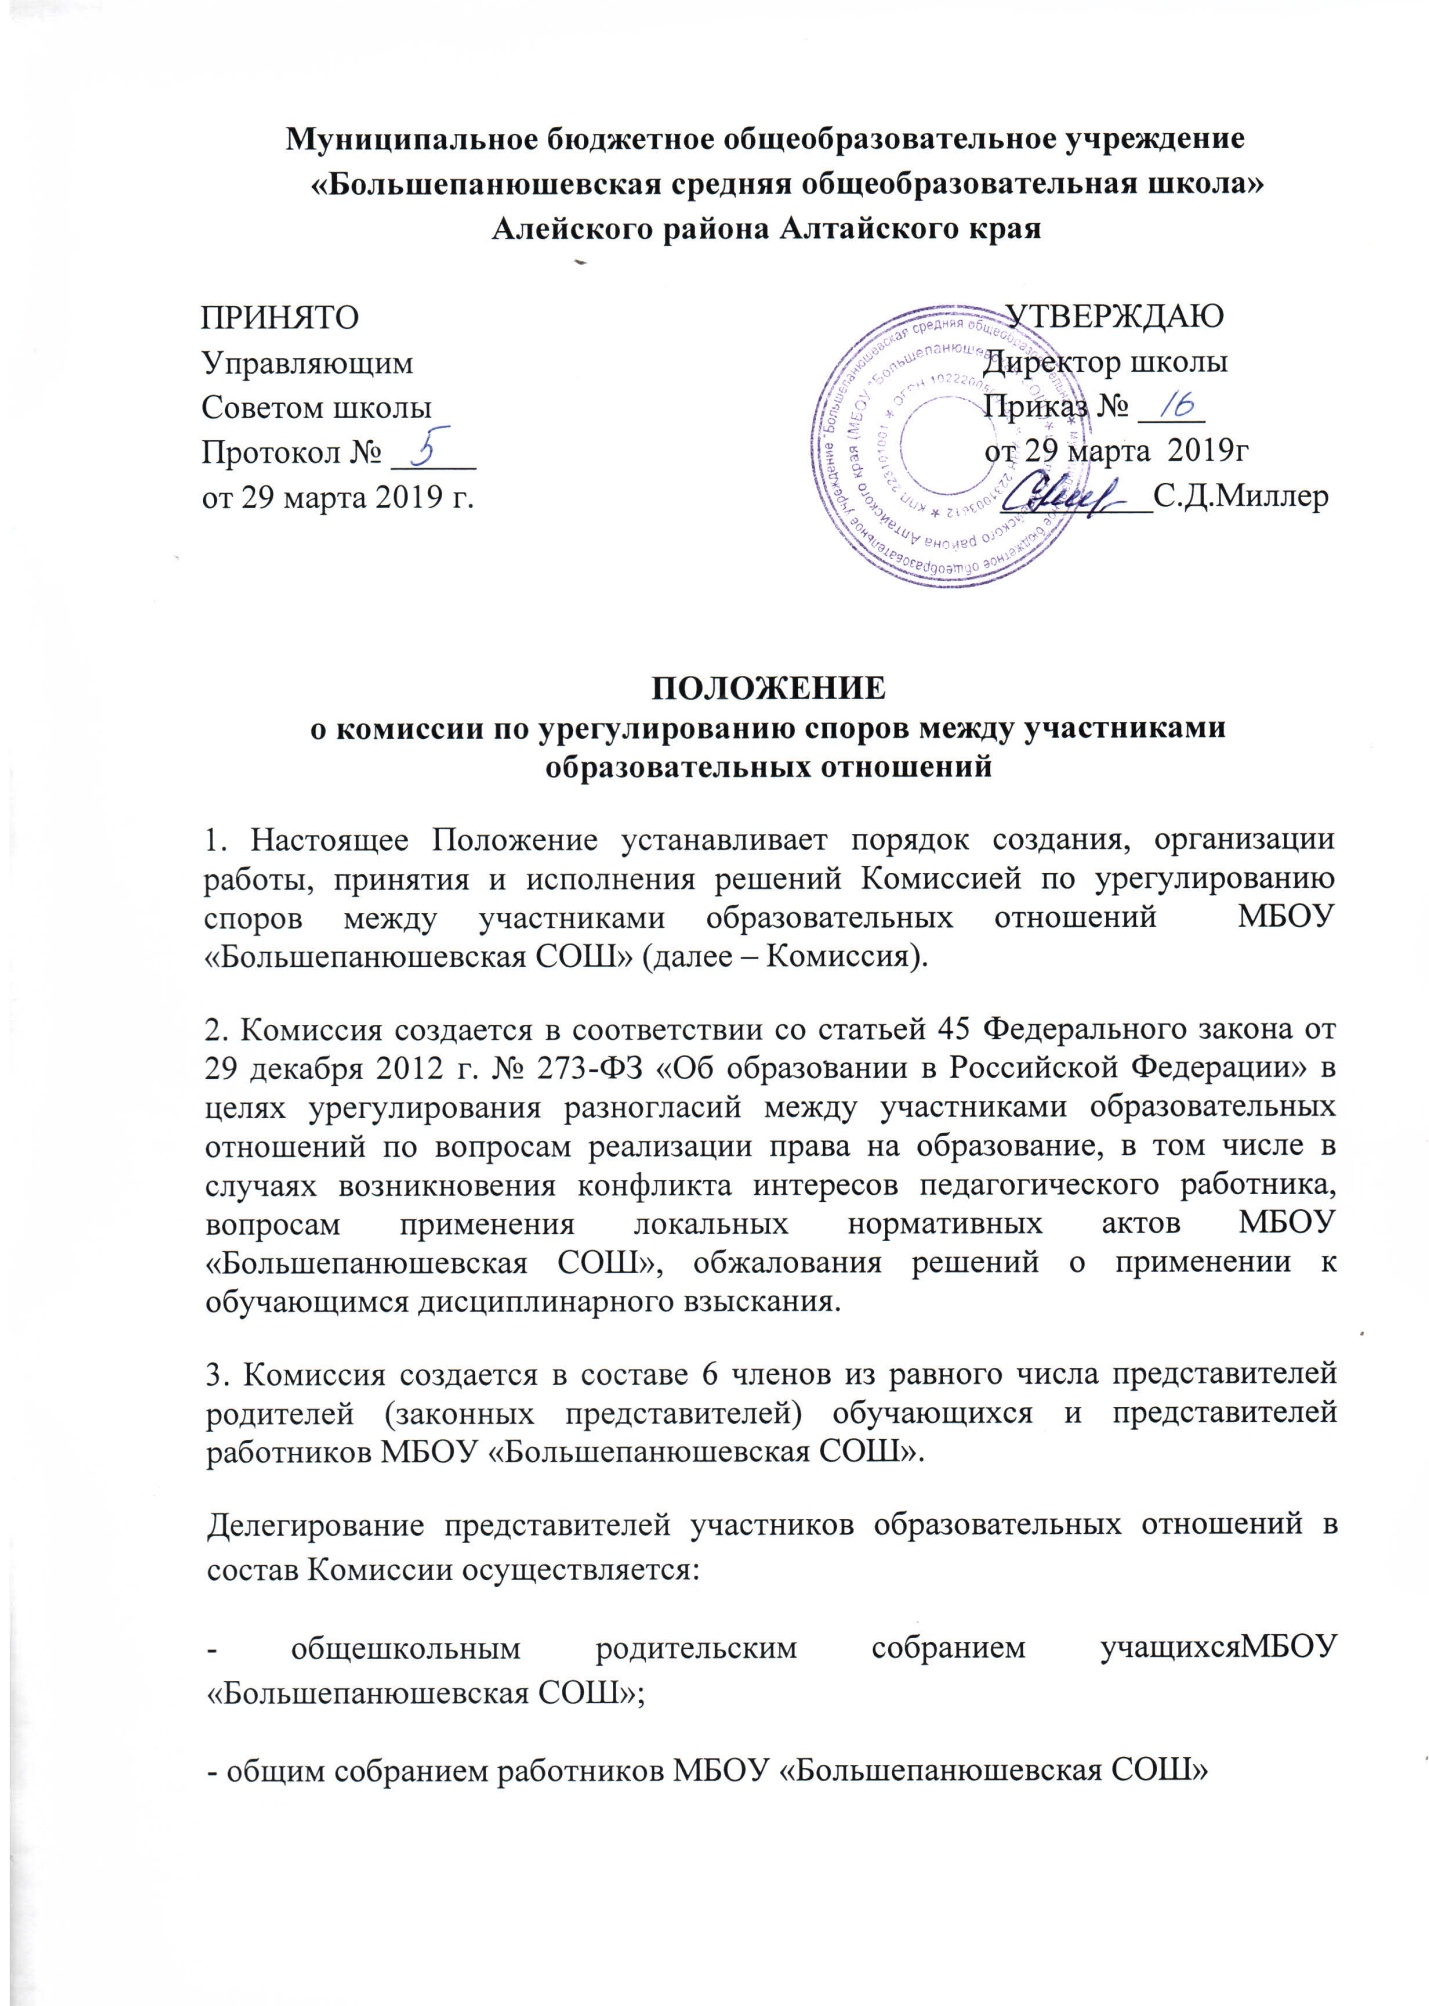 Муниципальное бюджетное общеобразовательное учреждение
«Большепанюшевская средняя общеобразовательная школа»
Алейского района Алтайского края
ПРИНЯТО
Управляющим
Советом школы
Протокол № 5
от 29 марта 2019 г.
УТВЕРЖДАЮ
Директор школы
Приказ № 16
от 29 марта 2019г
С.Д.Миллер
ПОЛОЖЕНИЕ
о комиссии по урегулированию споров между участниками
образовательных отношений
1. Настоящее Положение устанавливает порядок создания, организации
работы, принятия и исполнения решений Комиссией по урегулированию
споров между участниками образовательных отношений МБОУ
«Большепанюшевская СОШ» (далее – Комиссия).
2. Комиссия создается в соответствии со статьей 45 Федерального закона от
29 декабря 2012 г. № 273-ФЗ «Об образовании в Российской Федерации» в
целях урегулирования разногласий между участниками образовательных
отношений по вопросам реализации права на образование, в том числе в
случаях возникновения конфликта интересов педагогического работника,
вопросам применения локальных нормативных актов МБОУ
«Большепанюшевская СОШ», обжалования решений о применении к
обучающимся дисциплинарного взыскания.
3. Комиссия создается в составе 6 членов из равного числа представителей
родителей (законных представителей) обучающихся и представителей
работников МБОУ «Большепанюшевская СОШ».
Делегирование представителей участников образовательных отношений в
состав Комиссии осуществляется:
- общешкольным родительским собранием учащихсяМБОУ
«Большепанюшевская СОШ»;
- общим собранием работников МБОУ «Большепанюшевская СОШ»